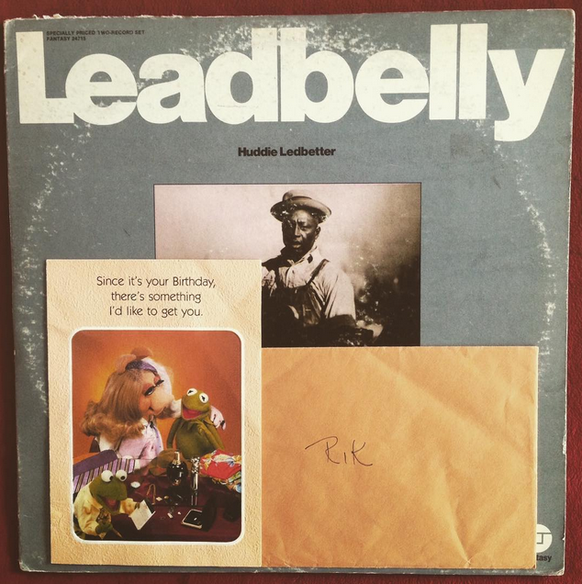 SPECIALLY PRICED TWO-RECORD SET
FANTASY 24715
Leadbelly
Huddie Ledbetter
Since it's your Birthday,
there's something
I'd like to get you.
RIK